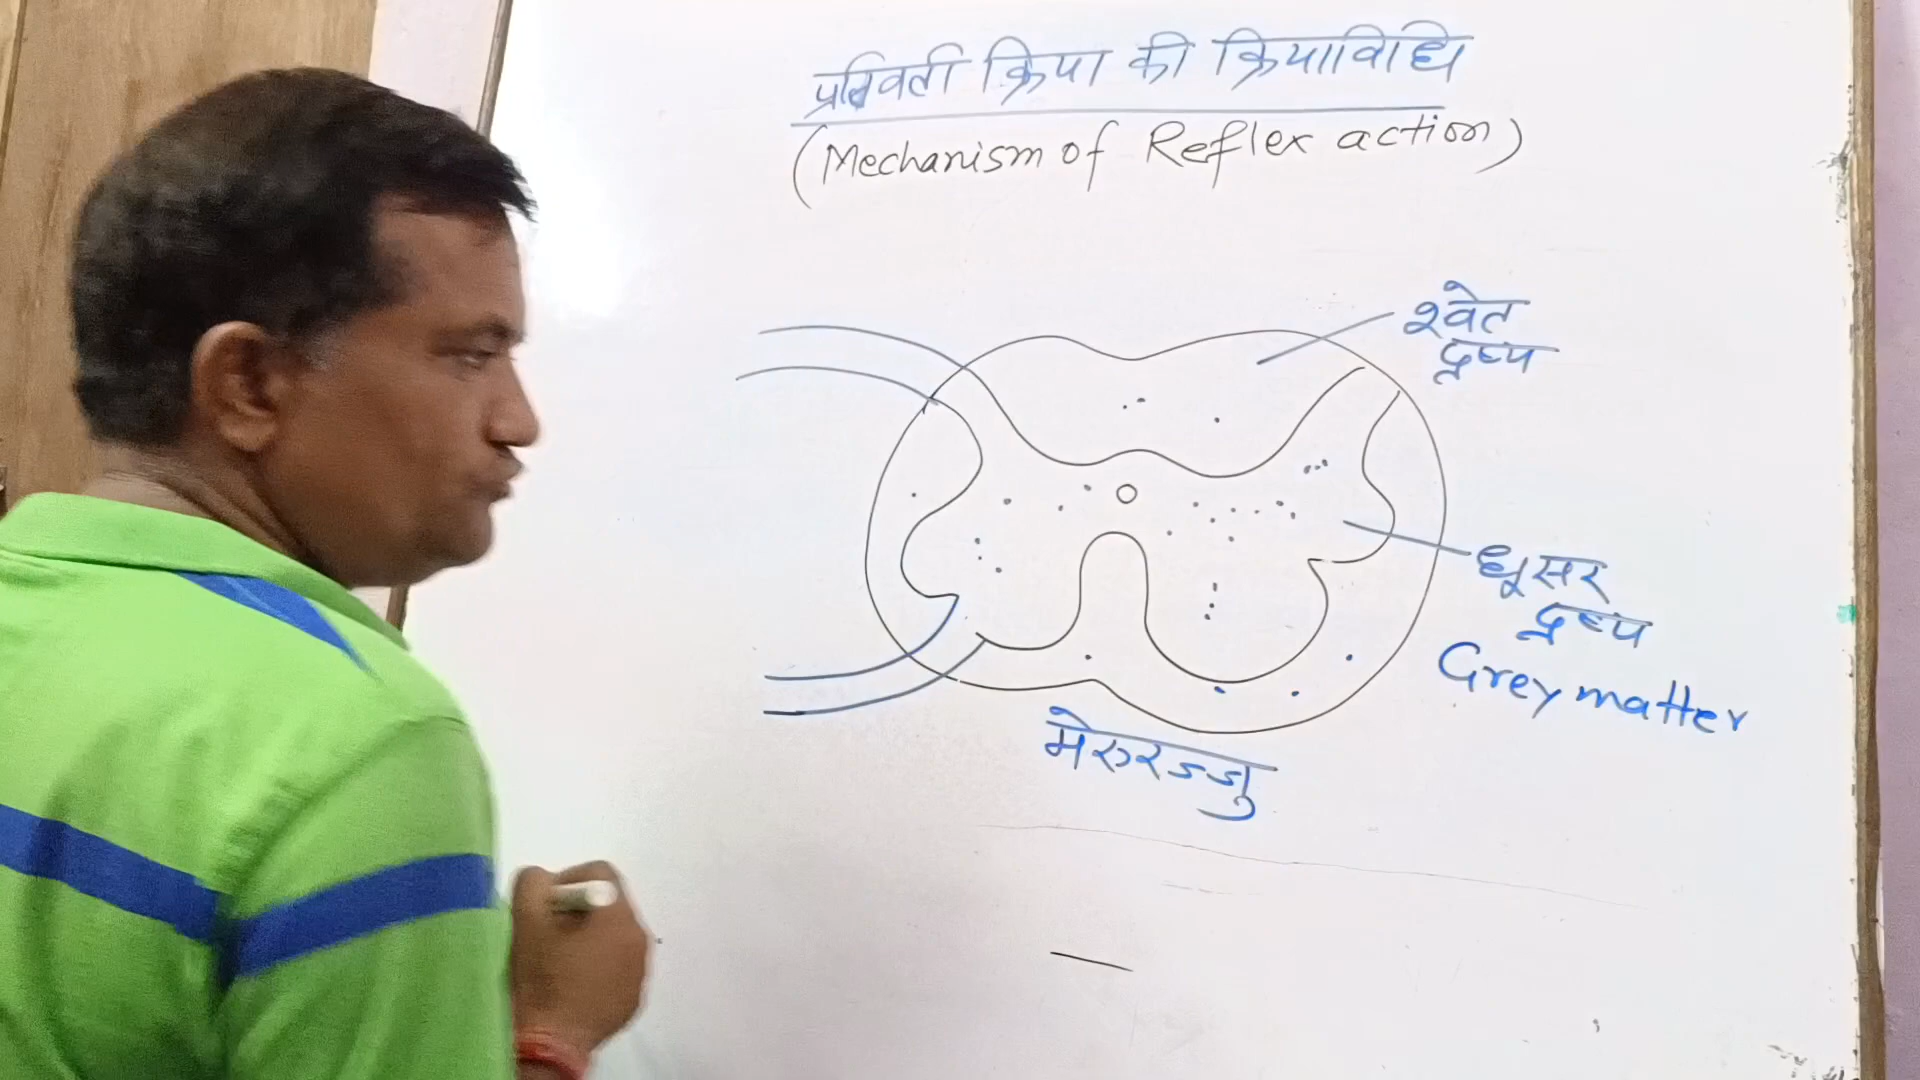 प्रतिवर्ती क्रिया की क्रियाविधि
(Mechanism of Reflex action)
श्वेत
द्रव्य
धूसर
द्रव्य
Grey matter
मेरुरज्जु